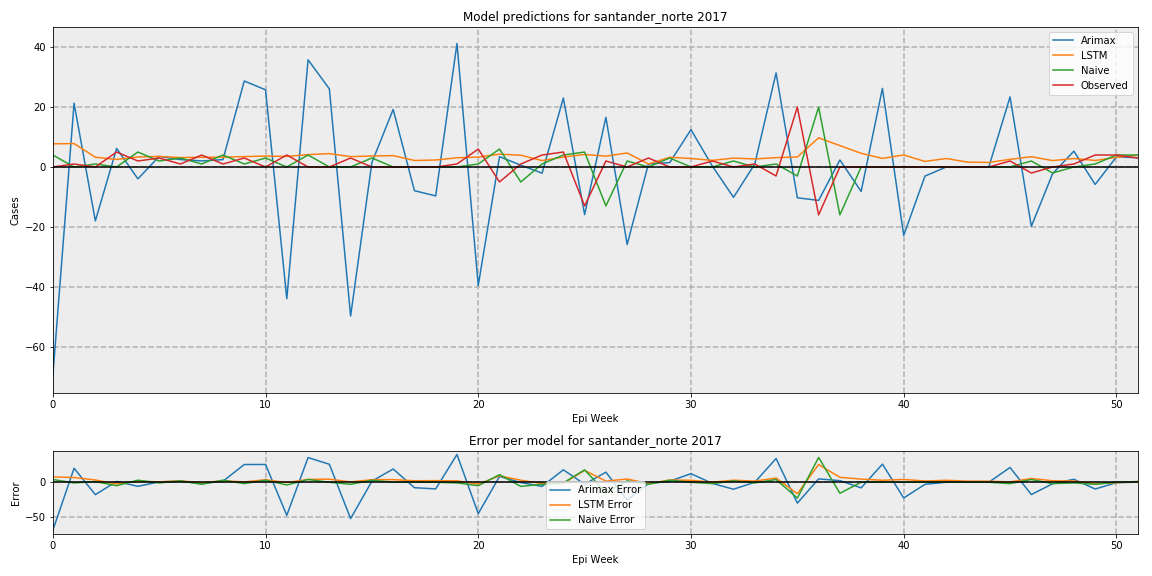 Model predictions for santander_norte 2017
Arimax
LSTM
Naive
Observed
Cases
40
20
0
−20
−40
−60
0 10 20 30 40 50
Epi Week
Error per model for santander_norte 2017
Error
0
−50
Arimax Error
LSTM Error
Naive Error
0 10 20 30 40 50
Epi Week